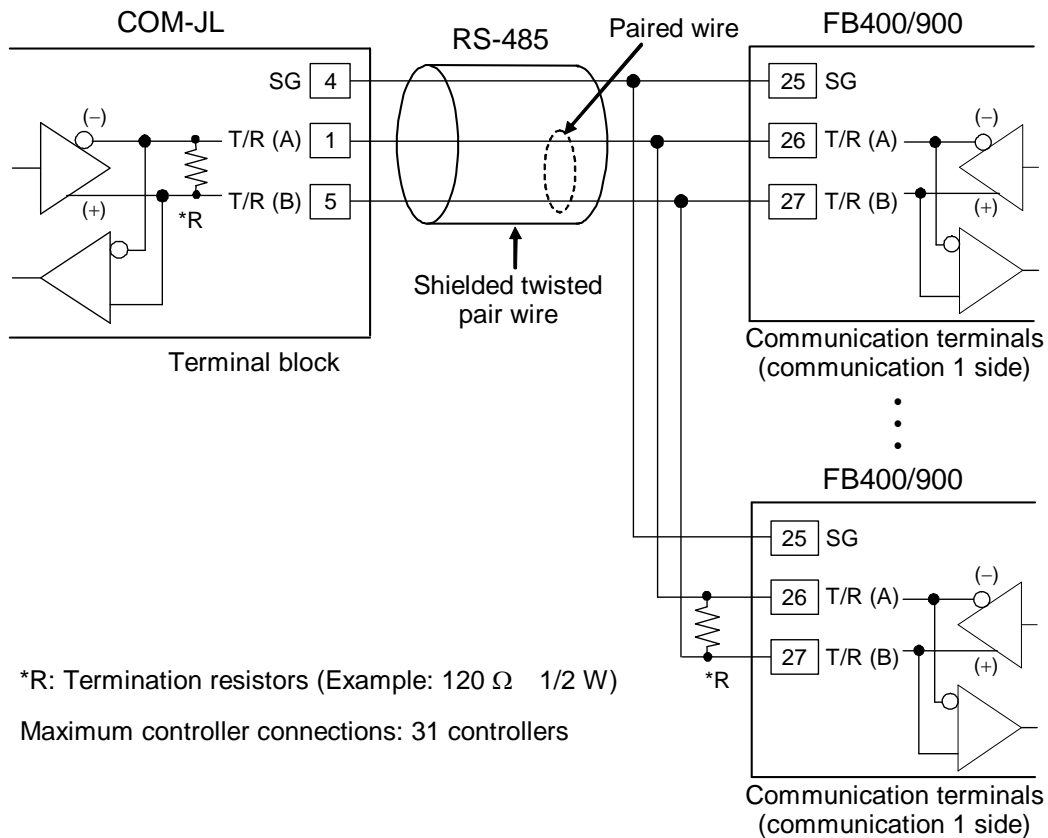 COM-JL
RS-485
Paired wire
FB400/900
SG 4
25 SG
(−)
T/R (A) 1
26 T/R (A)
(−)
T/R (B) 5
27 T/R (B)
(+)
*R
(+)
Shielded twisted
pair wire
Terminal block
Communication terminals
(communication 1 side)
FB400/900
25 SG
26 T/R (A)
(−)
27 T/R (B)
(+)
*R
*R: Termination resistors (Example: 120 Ω 1/2 W)
Maximum controller connections: 31 controllers
Communication terminals
(communication 1 side)